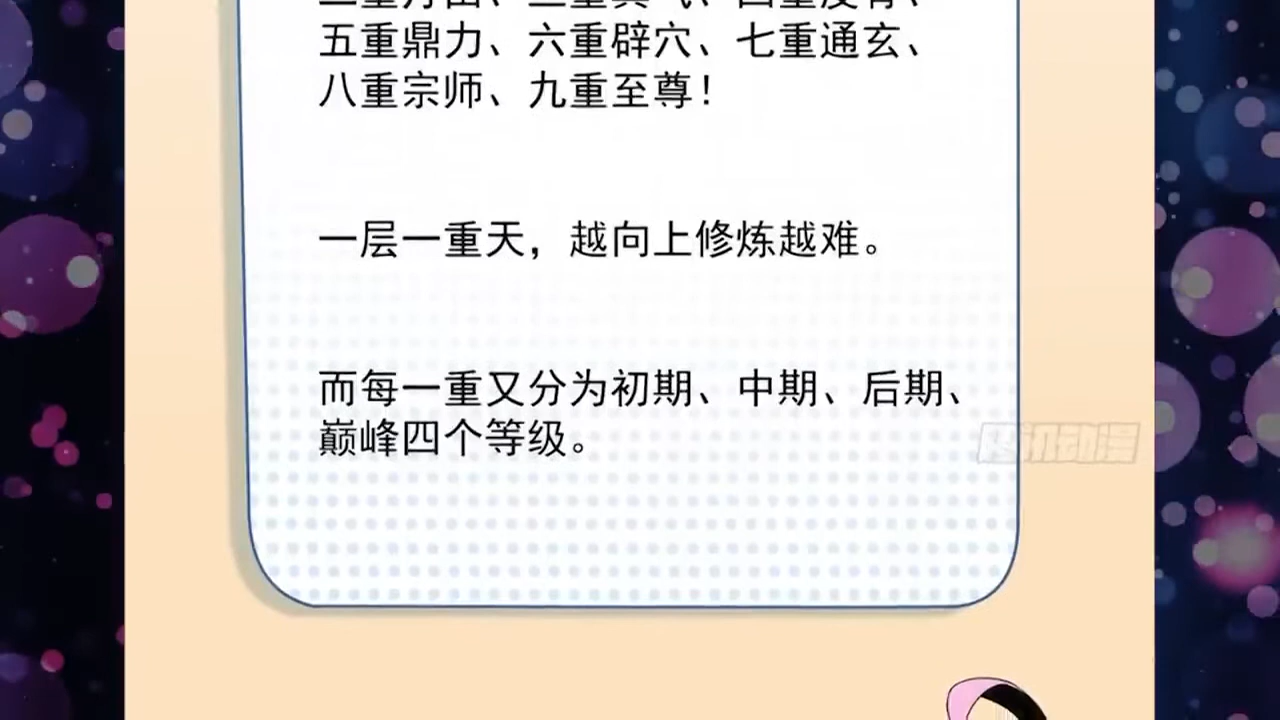 五重鼎力、六重辟穴、七重通玄、
八重宗师、九重至尊！
一层一重天，越向上修炼越难。
而每一重又分为初期、中期、后期、
巅峰四个等级。